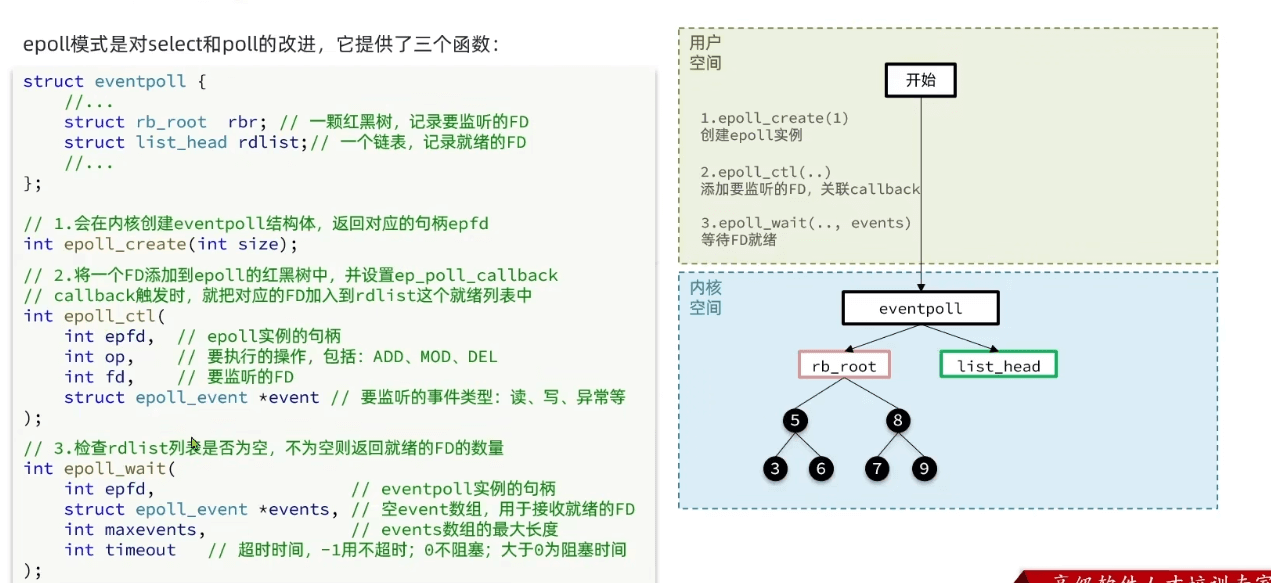 epoll模式是对select和poll的改进，它提供了三个函数：
struct eventpoll {
//...
struct rb_root  rbr; // 一颗红黑树，记录要监听的FD
struct list_head rdlist;// 一个链表，记录就绪的FD
//...
};
// 1.会在内核创建eventpoll结构体，返回对应的句柄epfd
int epoll_create(int size);
// 2.将一个FD添加到epoll的红黑树中，并设置ep_poll_callback
// callback触发时，就把对应的FD加入到rdlist这个就绪列表中
int epoll_ctl(
int epfd,  // epoll实例的句柄
int op,    // 要执行的操作，包括：ADD、MOD、DEL
int fd,    // 要监听的FD
struct epoll_event *event // 要监听的事件类型：读、写、异常等
);
// 3.检查rdlist列表是否为空，不为空则返回就绪的FD的数量
int epoll_wait(
int epfd,                   // eventpoll实例的句柄
struct epoll_event *events, // 空event数组，用于接收就绪的FD
int maxevents,              // events数组的最大长度
int timeout   // 超时时间，-1用不超时；0不阻塞；大于0为阻塞时间
);
用户
空间
开始
1.epoll_create(1)
创建epoll实例
2.epoll_ctl(..)
添加要监听的FD，关联callback
3.epoll_wait(.., events)
等待FD就绪
内核
空间
eventpoll
rb_root
list_head
5
8
3
6
7
9
高级软件人才培训专家